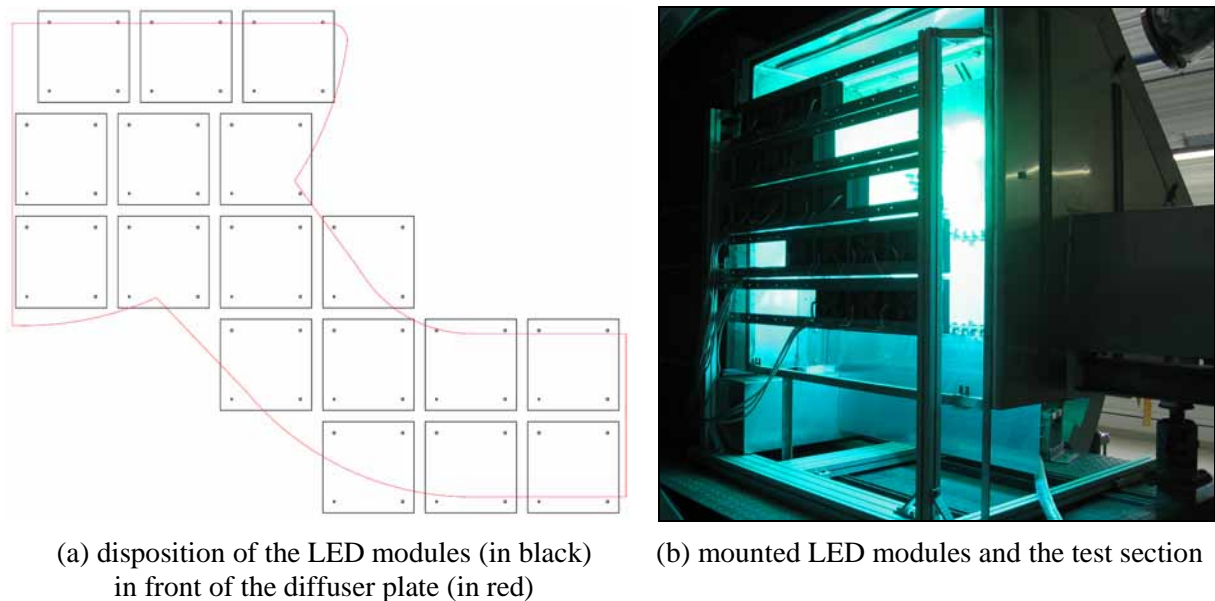 (a) disposition of the LED modules (in black)
in front of the diffuser plate (in red)
(b) mounted LED modules and the test section